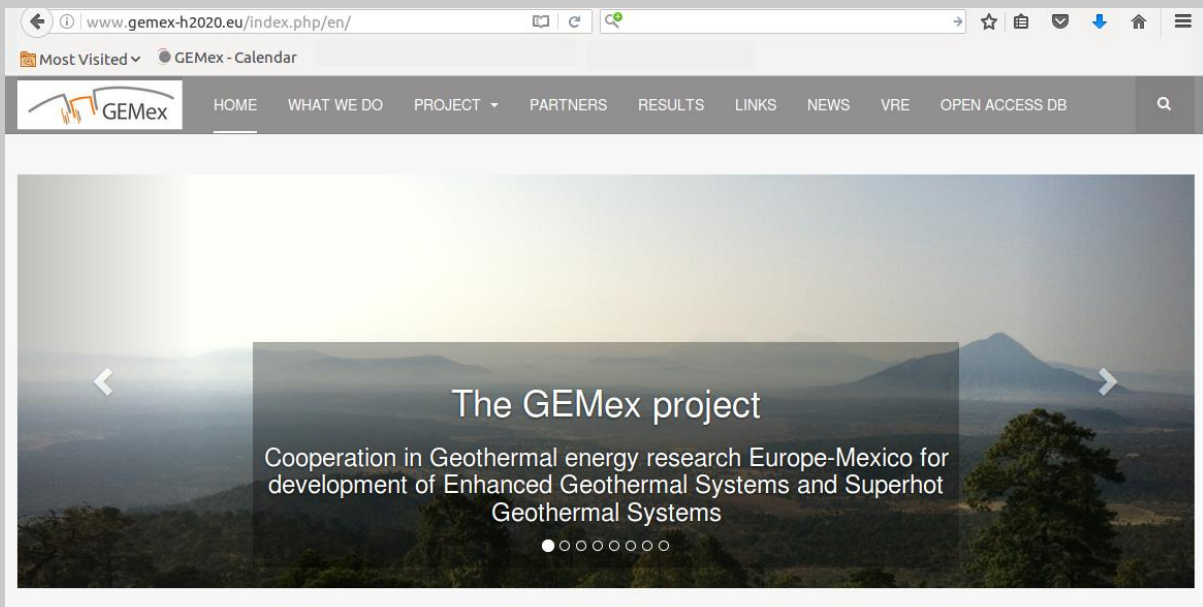 www.gemex-h2020.eu/index.php/en/
Most Visited GEMex - Calendar
GEMex HOME WHAT WE DO PROJECT PARTNERS RESULTS LINKS NEWS VRE OPEN ACCESS DB
The GEMex project
Cooperation in Geothermal energy research Europe-Mexico for
development of Enhanced Geothermal Systems and Superhot
Geothermal Systems